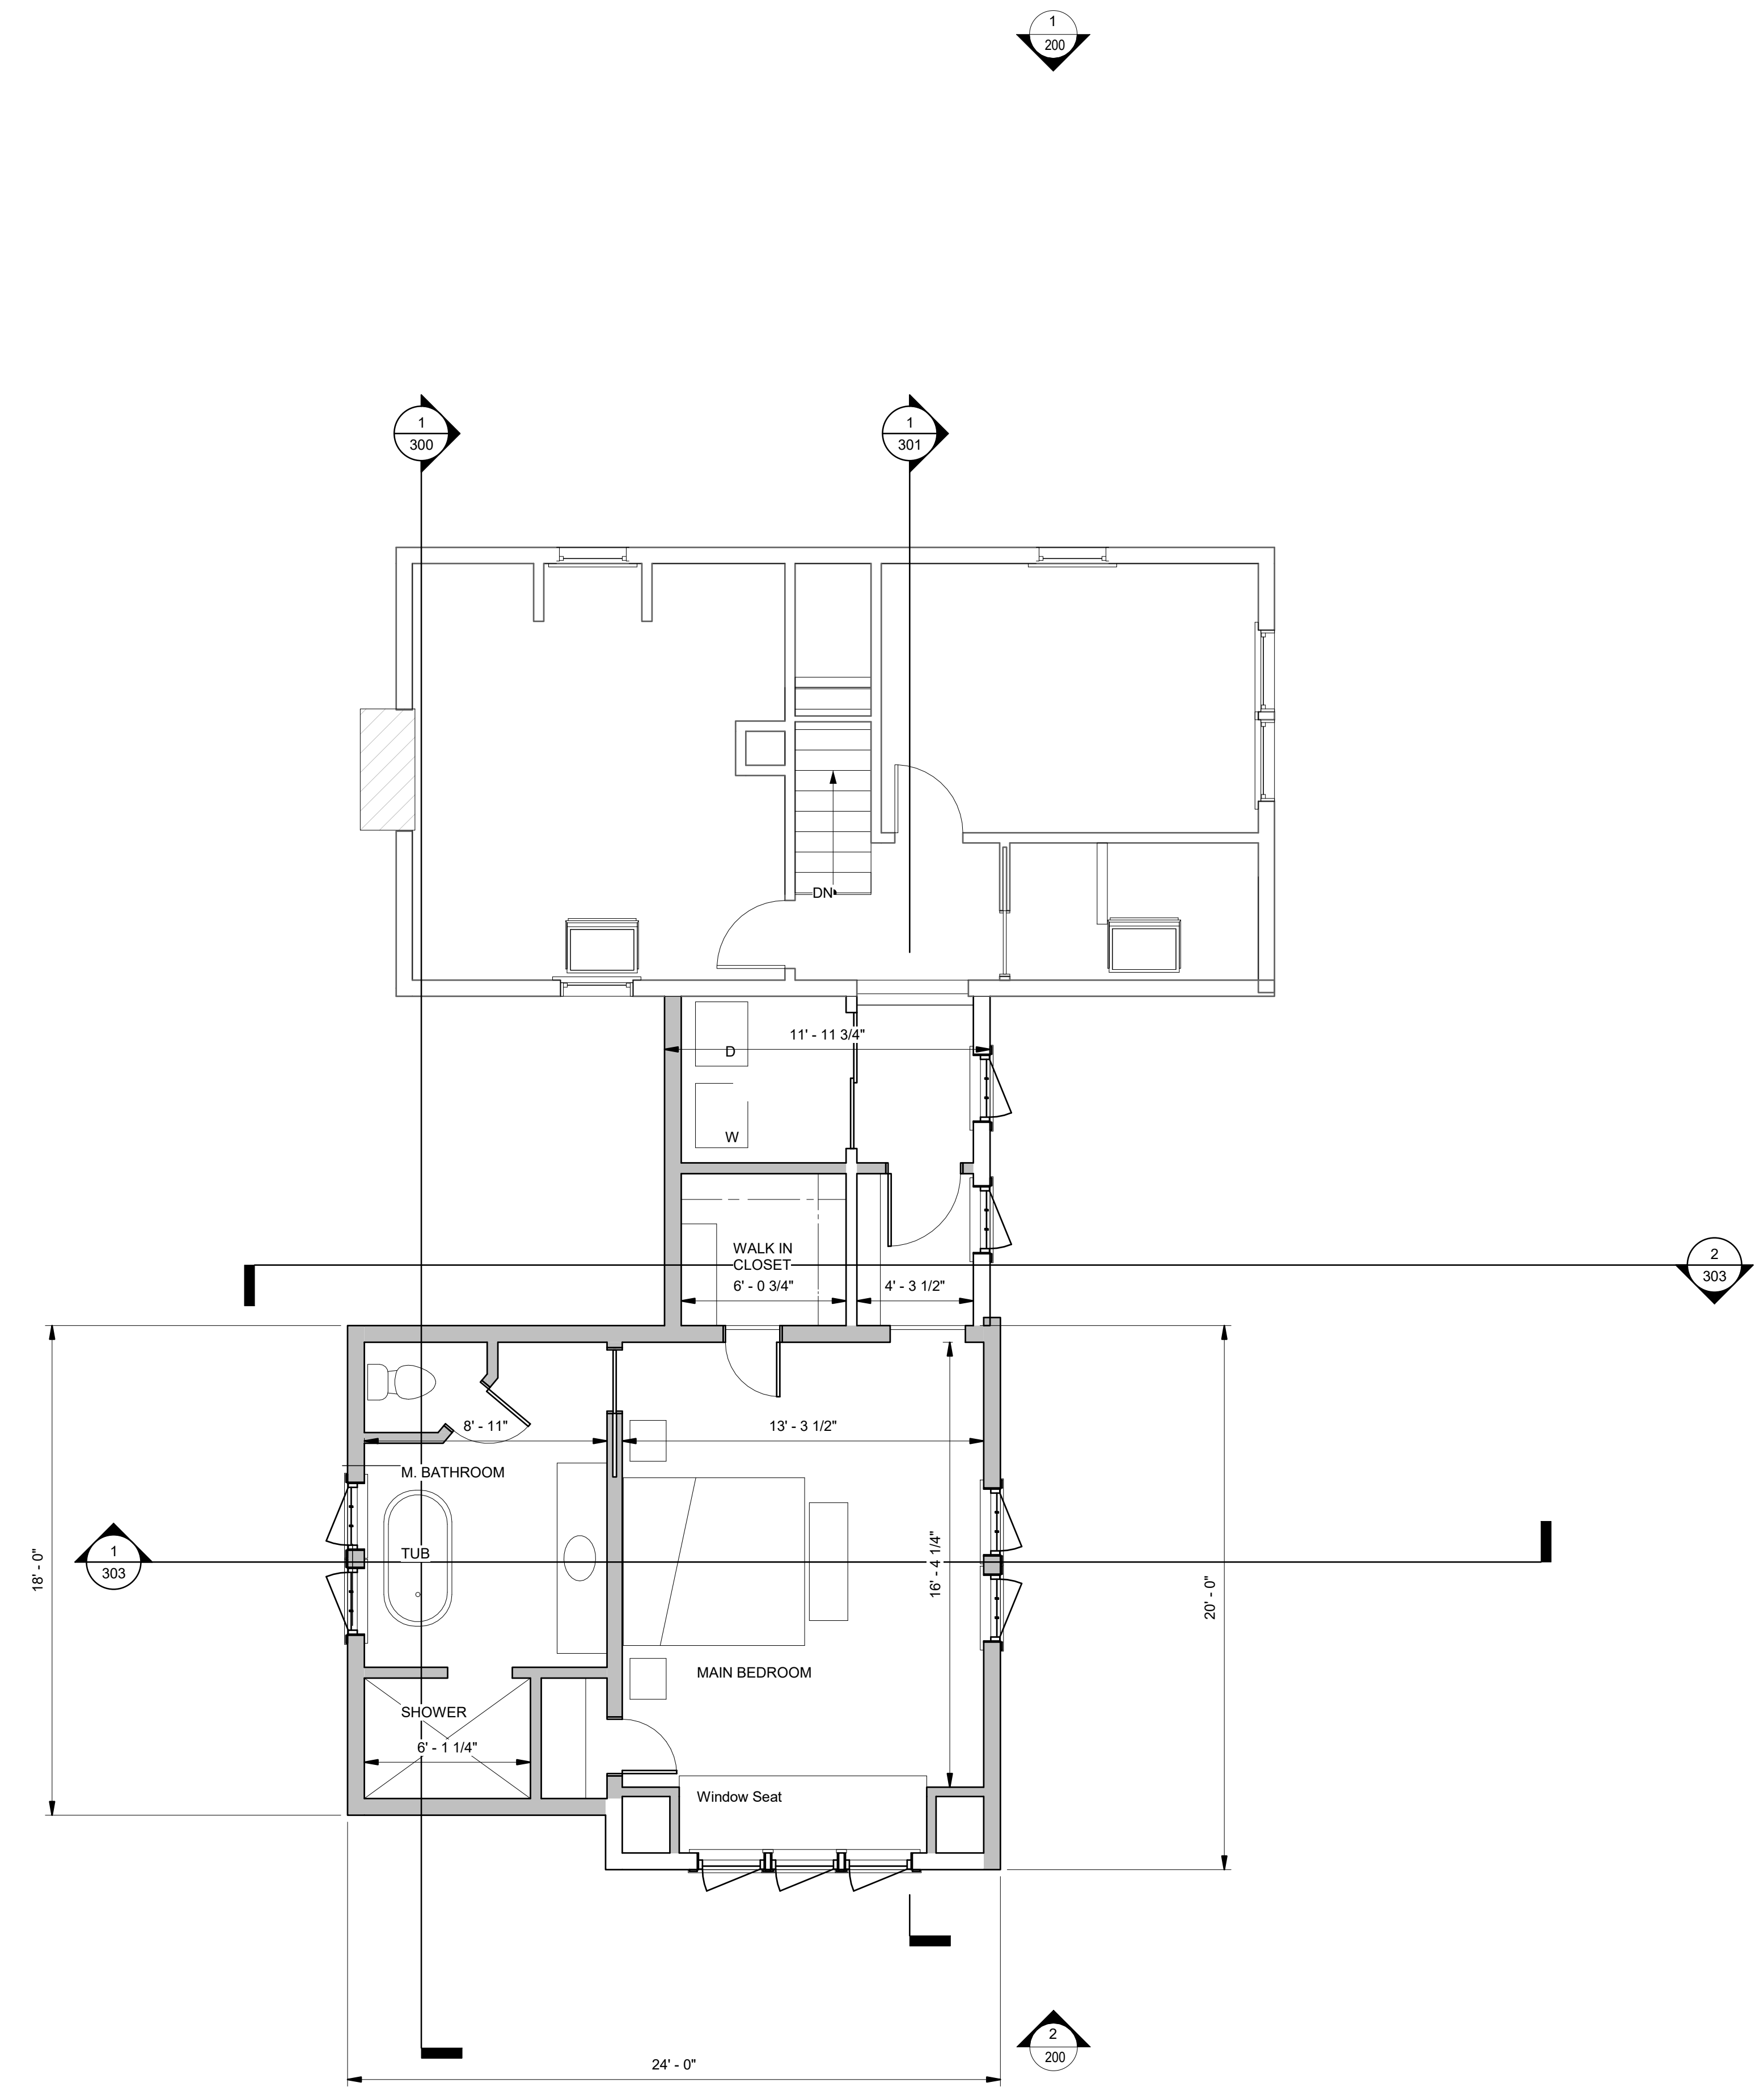 1
200
1
300
1
301
DN
11' - 11 3/4"
D
W
WALK IN
CLOSET
6' - 0 3/4"
4' - 3 1/2"
2
303
8' - 11"
13' - 3 1/2"
M. BATHROOM
TUB
1
303
18' - 0"
16' - 4 1/4"
20' - 0"
MAIN BEDROOM
SHOWER
6' - 1 1/4"
Window Seat
2
200
24' - 0"